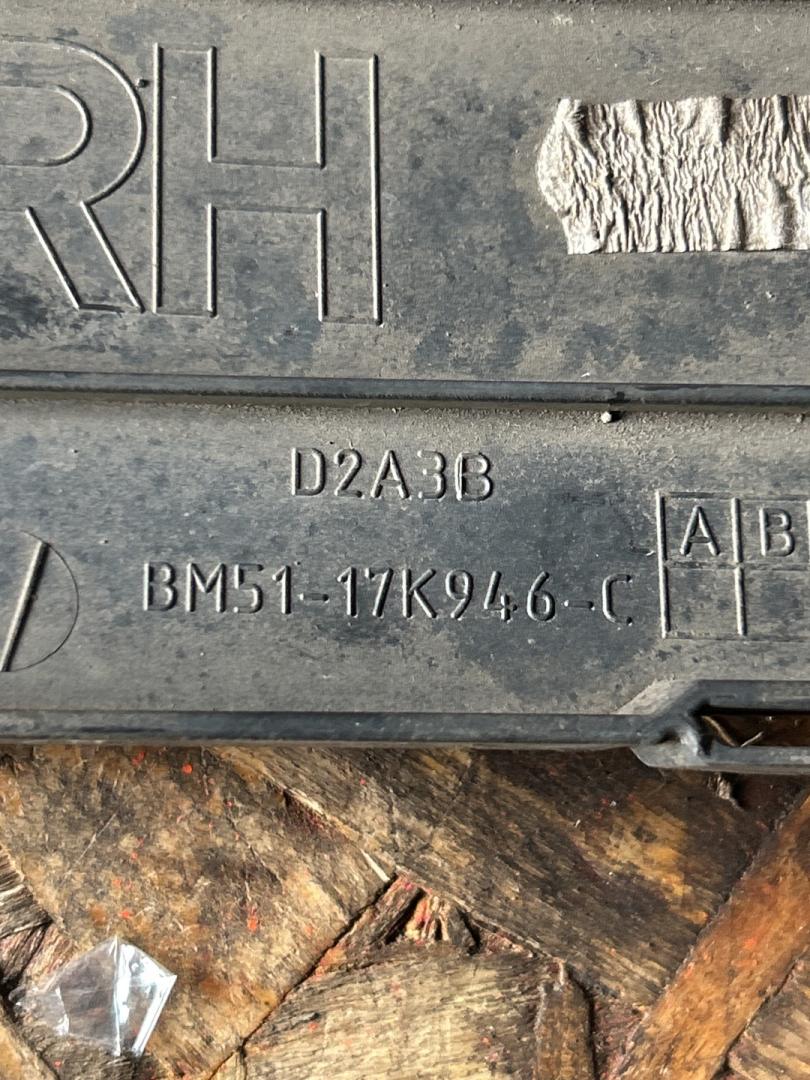 RH
D2A3B
BM51-17K946-C
A B